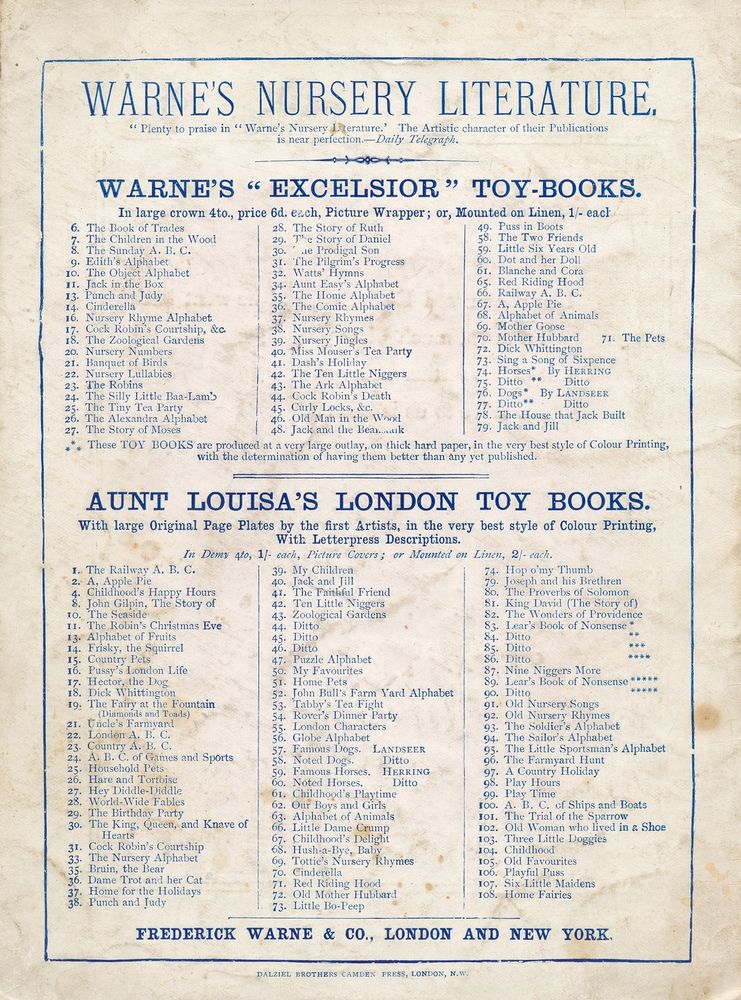 WARNE'S NURSERY LITERATURE.
" Plenty to praise in " Warne's Nursery Literature.' The Artistic character of their Publications
is near perfection.—Daily Telegraph.
WARNE'S " EXCELSIOR " TOY-BOOKS.
In large crown 4to., price 6d. each, Picture Wrapper; or, Mounted on Linen, 1/- each
6. The Book of Trades
7. The Children in the Wood
8. The Sunday A. B. C.
9. Edith's Alphabet
10. The Object Alphabet
11. Jack in the Box
13. Punch and Judy
14. Cinderella
16. Nursery Rhyme Alphabet
17. Cock Robin's Courtship, &c.
18. The Zoological Gardens
20. Nursery Numbers
21. Banquet of Birds
22. Nursery Lullabies
23. The Robins
24. The Silly Little Baa-Lamb
25. The Tiny Tea Party
26. The Alexandra Alphabet
27. The Story of Moses
28. The Story of Ruth
29. The Story of Daniel
30. The Prodigal Son
31. The Pilgrim's Progress
32. Watts' Hymns
34. Aunt Easy's Alphabet
35. The Home Alphabet
36. The Comic Alphabet
37. Nursery Rhymes
38. Nursery Songs
39. Nursery Jingles
40. Miss Mouser's Tea Party
41. Dash's Holiday
42. The Ten Little Niggers
43. The Ark Alphabet
44. Cock Robin's Death
45. Curly Locks, &c.
46. Old Man in the Wood
48. Jack and the
49. Puss in Boots
58. The Two Friends
59. Little Six Years Old
60. Dot and her Doll
61. Blanche and Cora
65. Red Riding Hood
66. Railway A. B. C.
67. A, Apple Pie
68. Alphabet of Animals
69. Mother Goose
70. Mother Hubbard 71. The Pets
72. Dick Whittington
73. Sing a Song of Sixpence
74. Horses* By HERRING
75. Ditto ** Ditto
76. Dogs* By LANDSEER
77. Ditto** Ditto
78. The House that Jack Built
79. Jack and Jill
*** These TOY BOOKS are produced at a very large outlay, on thick hard paper, in the very best style of Colour Printing,
with the determination of having them better than any yet published.
AUNT LOUISA'S LONDON TOY BOOKS.
With large Original Page Plates by the first Artists, in the very best style of Colour Printing,
With Letterpress Descriptions.
In Demy 4to, 1/- each, Picture Covers; or Mounted on Linen, 2/- each.
1. The Railway A. B. C.
2. A, Apple Pie
4. Childhood's Happy Hours
8. John Gilpin, The Story of
10. The Seaside
11. The Robin's Christmas Eve
13. Alphabet of Fruits
14. Frisky, the Squirrel
15. Country Pets
16. Pussy's London Life
17. Hector, the Dog
18. Dick Whittington
19. The Fairy at the Fountain
(Diamonds and Toads)
21. Uncle's Farmyard
22. London A. B. C.
23. Country A. B. C.
24. A. B. C. of Games and Sports
25. Household Pets
26. Hare and Tortoise
27. Hey Diddle-Diddle
28. World-Wide Fables
29. The Birthday Party
30. The King, Queen, and Knave of
Hearts
31. Cock Robin's Courtship
33. The Nursery Alphabet
35. Bruin, the Bear
36. Dame Trot and her Cat
37. Home for the Holidays
38. Punch and Judy
39. My Children
40. Jack and Jill
41. The Faithful Friend
42. Ten Little Niggers
43. Zoological Gardens
44. Ditto
45. Ditto
46. Ditto
47. Puzzle Alphabet
50. My Favourites
51. Home Pets
52. John Bull's Farm Yard Alphabet
53. Tabby's Tea Fight
54. Rover's Dinner Party
55. London Characters
56. Globe Alphabet
57. Famous Dogs. LANDSEER
58. Noted Dogs. Ditto
59. Famous Horses. HERRING
60. Noted Horses. Ditto
61. Childhood's Playtime
62. Our Boys and Girls
63. Alphabet of Animals
66. Little Dame Crump
67. Childhood's Delight
68. Hush-a-Bye, Baby
69. Tottie's Nursery Rhymes
70. Cinderella
71. Red Riding Hood
72. Old Mother Hubbard
73. Little Bo-Peep
74. Hop o'my Thumb
79. Joseph and his Brethren
80. The Proverbs of Solomon
81. King David (The Story of)
82. The Wonders of Providence
83. Lear's Book of Nonsense *
84. Ditto **
85. Ditto ***
86. Ditto ****
87. Nine Niggers More
89. Lear's Book of Nonsense *****
90. Ditto *****
91. Old Nursery Songs
92. Old Nursery Rhymes
93. The Soldier's Alphabet
94. The Sailor's Alphabet
95. The Little Sportsman's Alphabet
96. The Farmyard Hunt
97. A Country Holiday
98. Play Hours
99. Play Time
100. A. B. C. of Ships and Boats
101. The Trial of the Sparrow
102. Old Woman who lived in a Shoe
103. Three Little Doggies
104. Childhood
105. Old Favourites
106. Playful Puss
107. Six Little Maidens
108. Home Fairies
FREDERICK WARNE & CO., LONDON AND NEW YORK.
DALZIEL BROTHERS CAMDEN PRESS, LONDON, N.W.